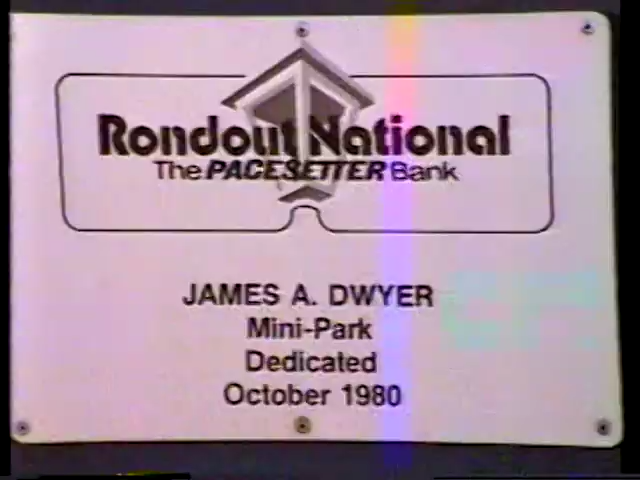 Rondout National
The PACESETTER Bank
JAMES A. DWYER
Mini-Park
Dedicated
October 1980